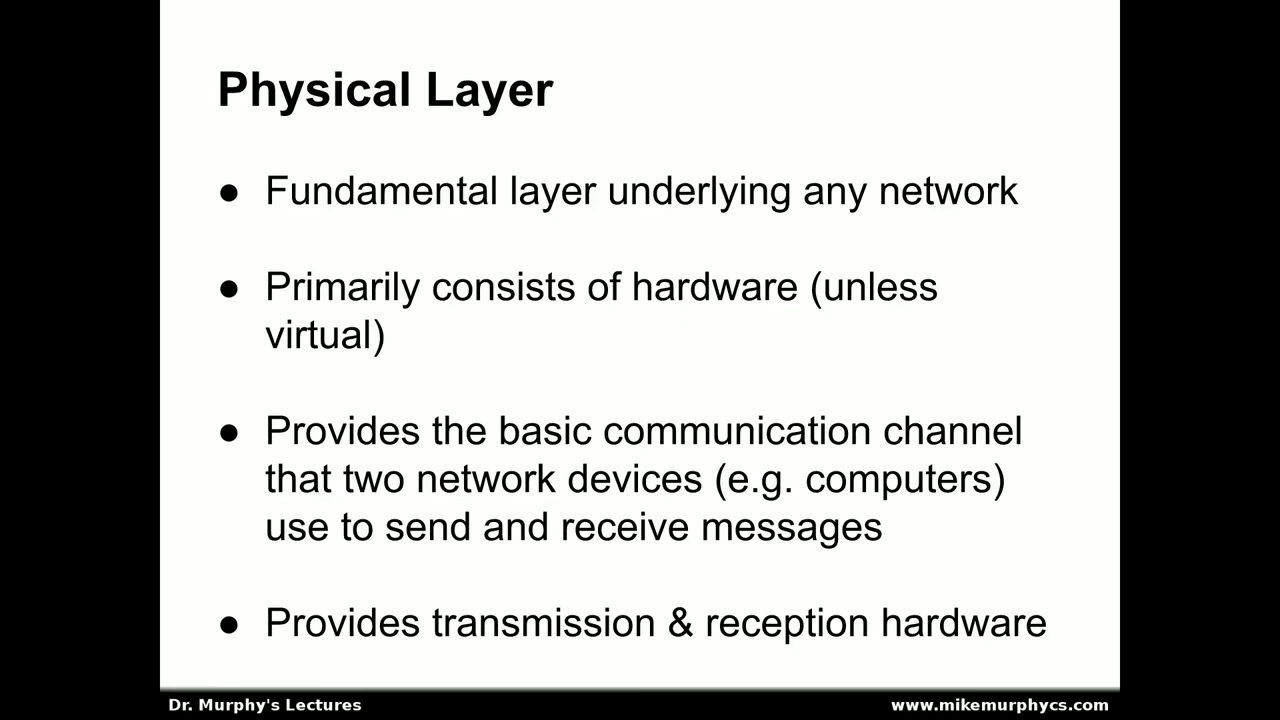 Physical Layer
● Fundamental layer underlying any network
● Primarily consists of hardware (unless
virtual)
● Provides the basic communication channel
that two network devices (e.g. computers)
use to send and receive messages
● Provides transmission & reception hardware
Dr. Murphy's Lectures
www.mikemurphycs.com